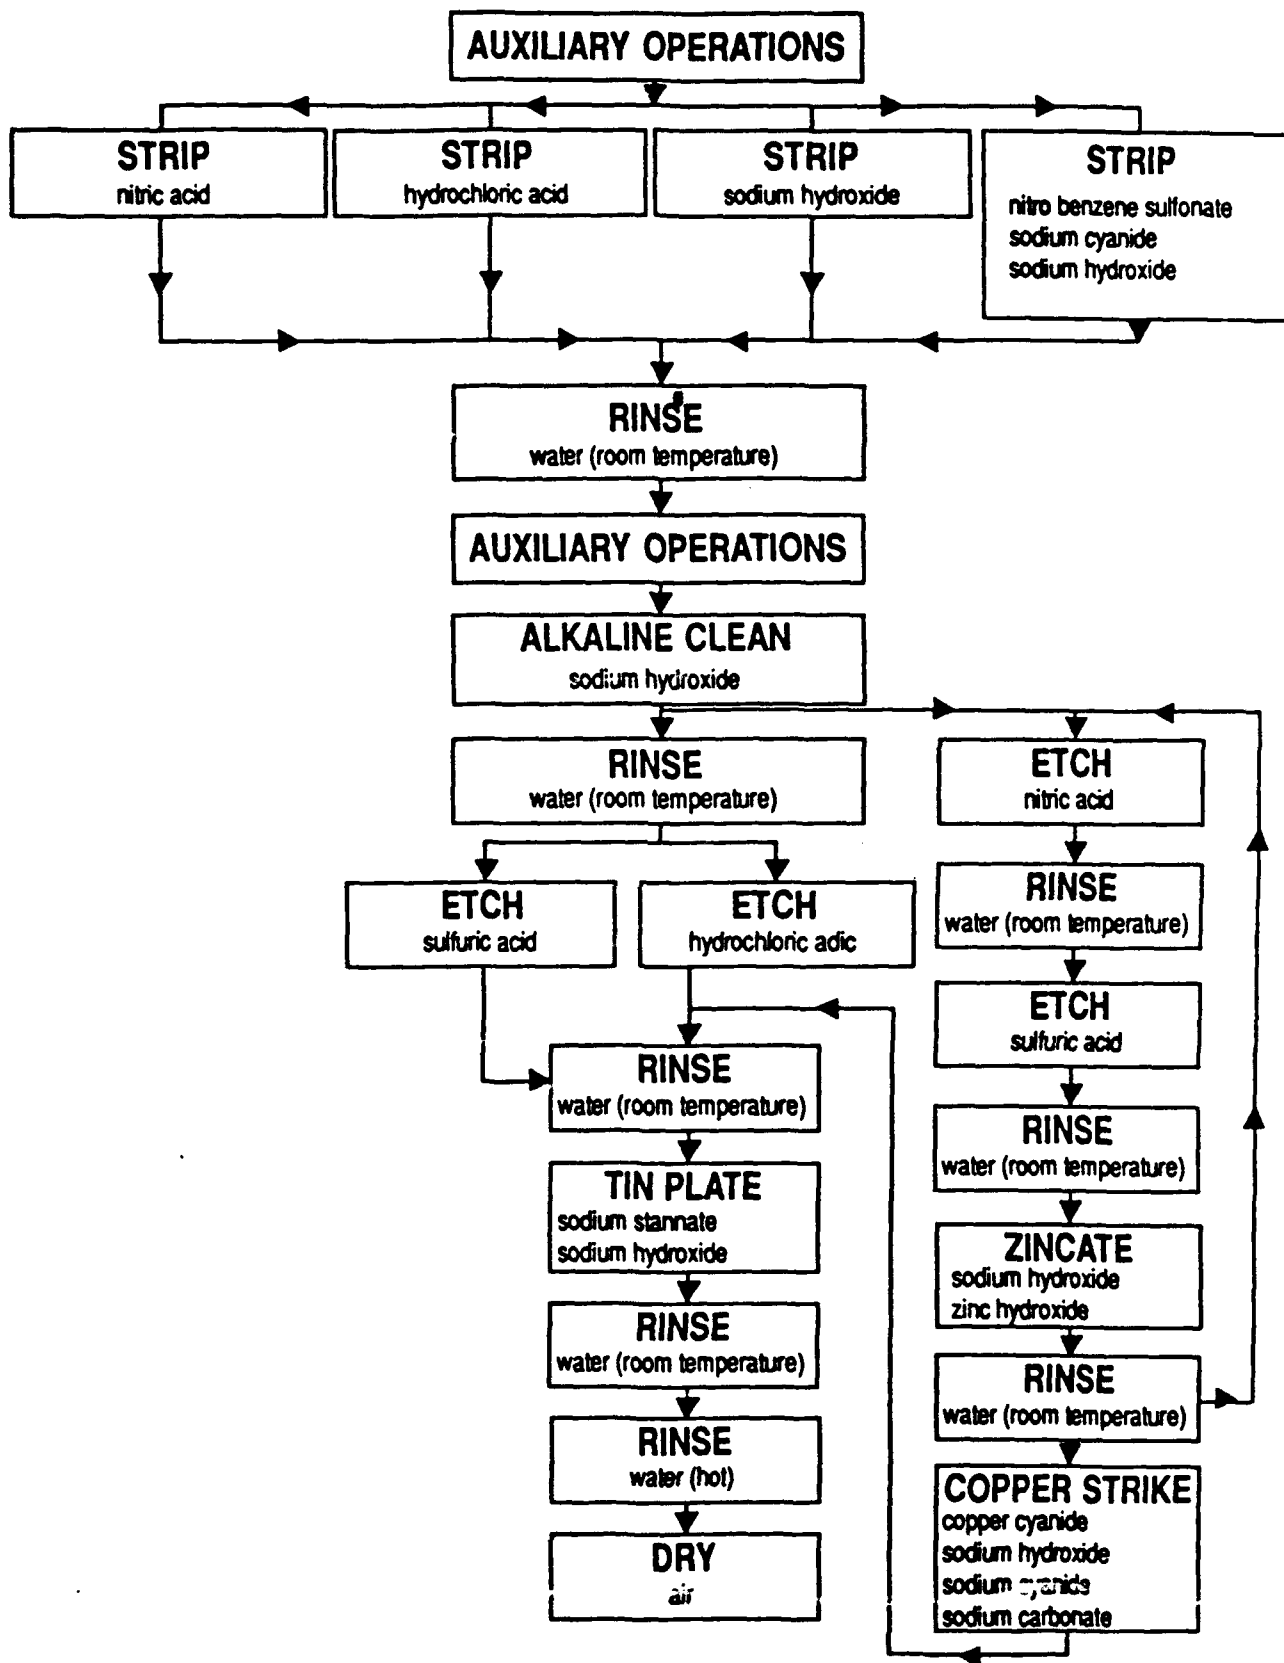 AUXILIARY OPERATIONS
STRIP
nitric acid
STRIP
hydrochloric acid
STRIP
sodium hydroxide
STRIP
nitro benzene sulfonate
sodium cyanide
sodium hydroxide
RINSE
water (room temperature)
AUXILIARY OPERATIONS
ALKALINE CLEAN
sodium hydroxide
RINSE
water (room temperature)
ETCH
sulfuric acid
ETCH
hydrochloric adic
RINSE
water (room temperature)
TIN PLATE
sodium stannate
sodium hydroxide
RINSE
water (room temperature)
RINSE
water (hot)
DRY
air
ETCH
nitric acid
RINSE
water (room temperature)
ETCH
sulfuric acid
RINSE
water (room temperature)
ZINCATE
sodium hydroxide
zinc hydroxide
RINSE
water (room temperature)
COPPER STRIKE
copper cyanide
sodium hydroxide
sodium cyanide
sodium carbonate